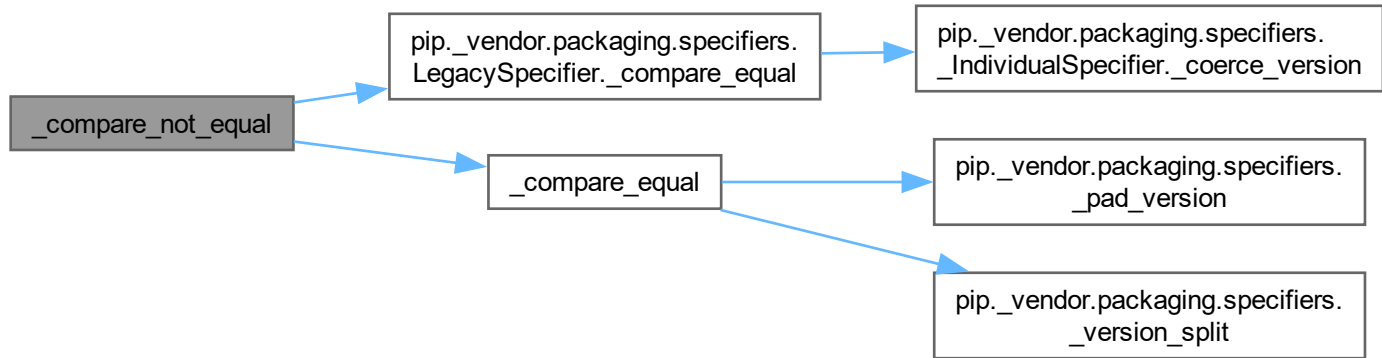 _compare_not_equal
pip._vendor.packaging.specifiers.
LegacySpecifier._compare_equal
pip._vendor.packaging.specifiers.
_IndividualSpecifier._coerce_version
_compare_equal
pip._vendor.packaging.specifiers.
_pad_version
pip._vendor.packaging.specifiers.
_version_split